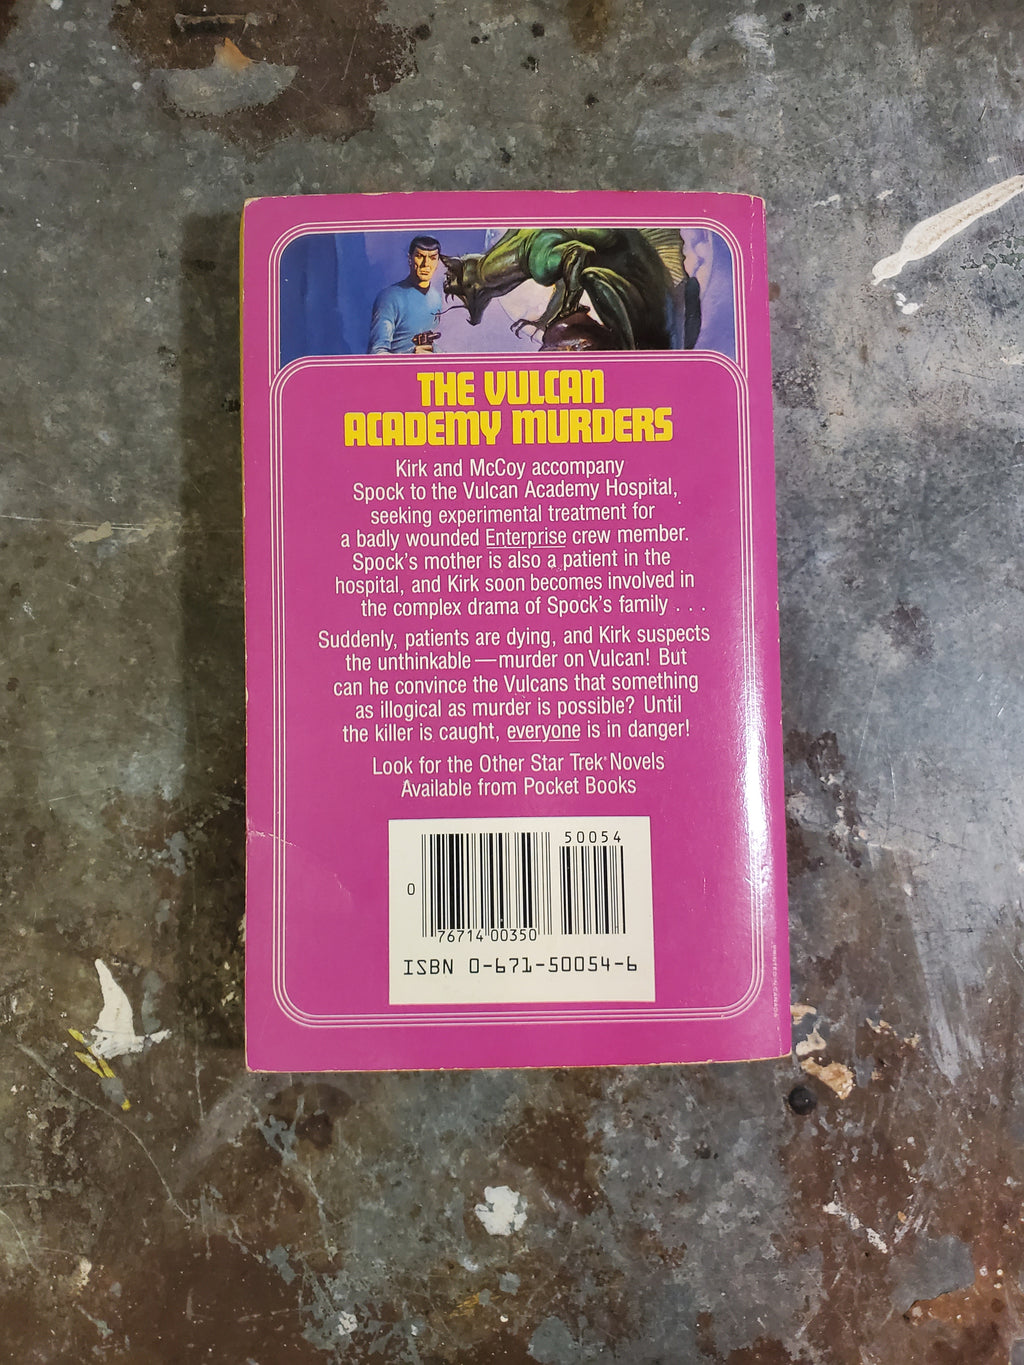 THE VULCAN
ACADEMY MURDERS
Kirk and McCoy accompany
Spock to the Vulcan Academy Hospital,
seeking experimental treatment for
a badly wounded Enterprise crew member.
Spock's mother is also a patient in the
hospital, and Kirk soon becomes involved in
the complex drama of Spock's family . . .
Suddenly, patients are dying, and Kirk suspects
the unthinkable—murder on Vulcan! But
can he convince the Vulcans that something
as illogical as murder is possible? Until
the killer is caught, everyone is in danger!
Look for the Other Star Trek® Novels
Available from Pocket Books
50054
0
76714 00350
ISBN 0-671-50054-6
PRINTED IN CANADA